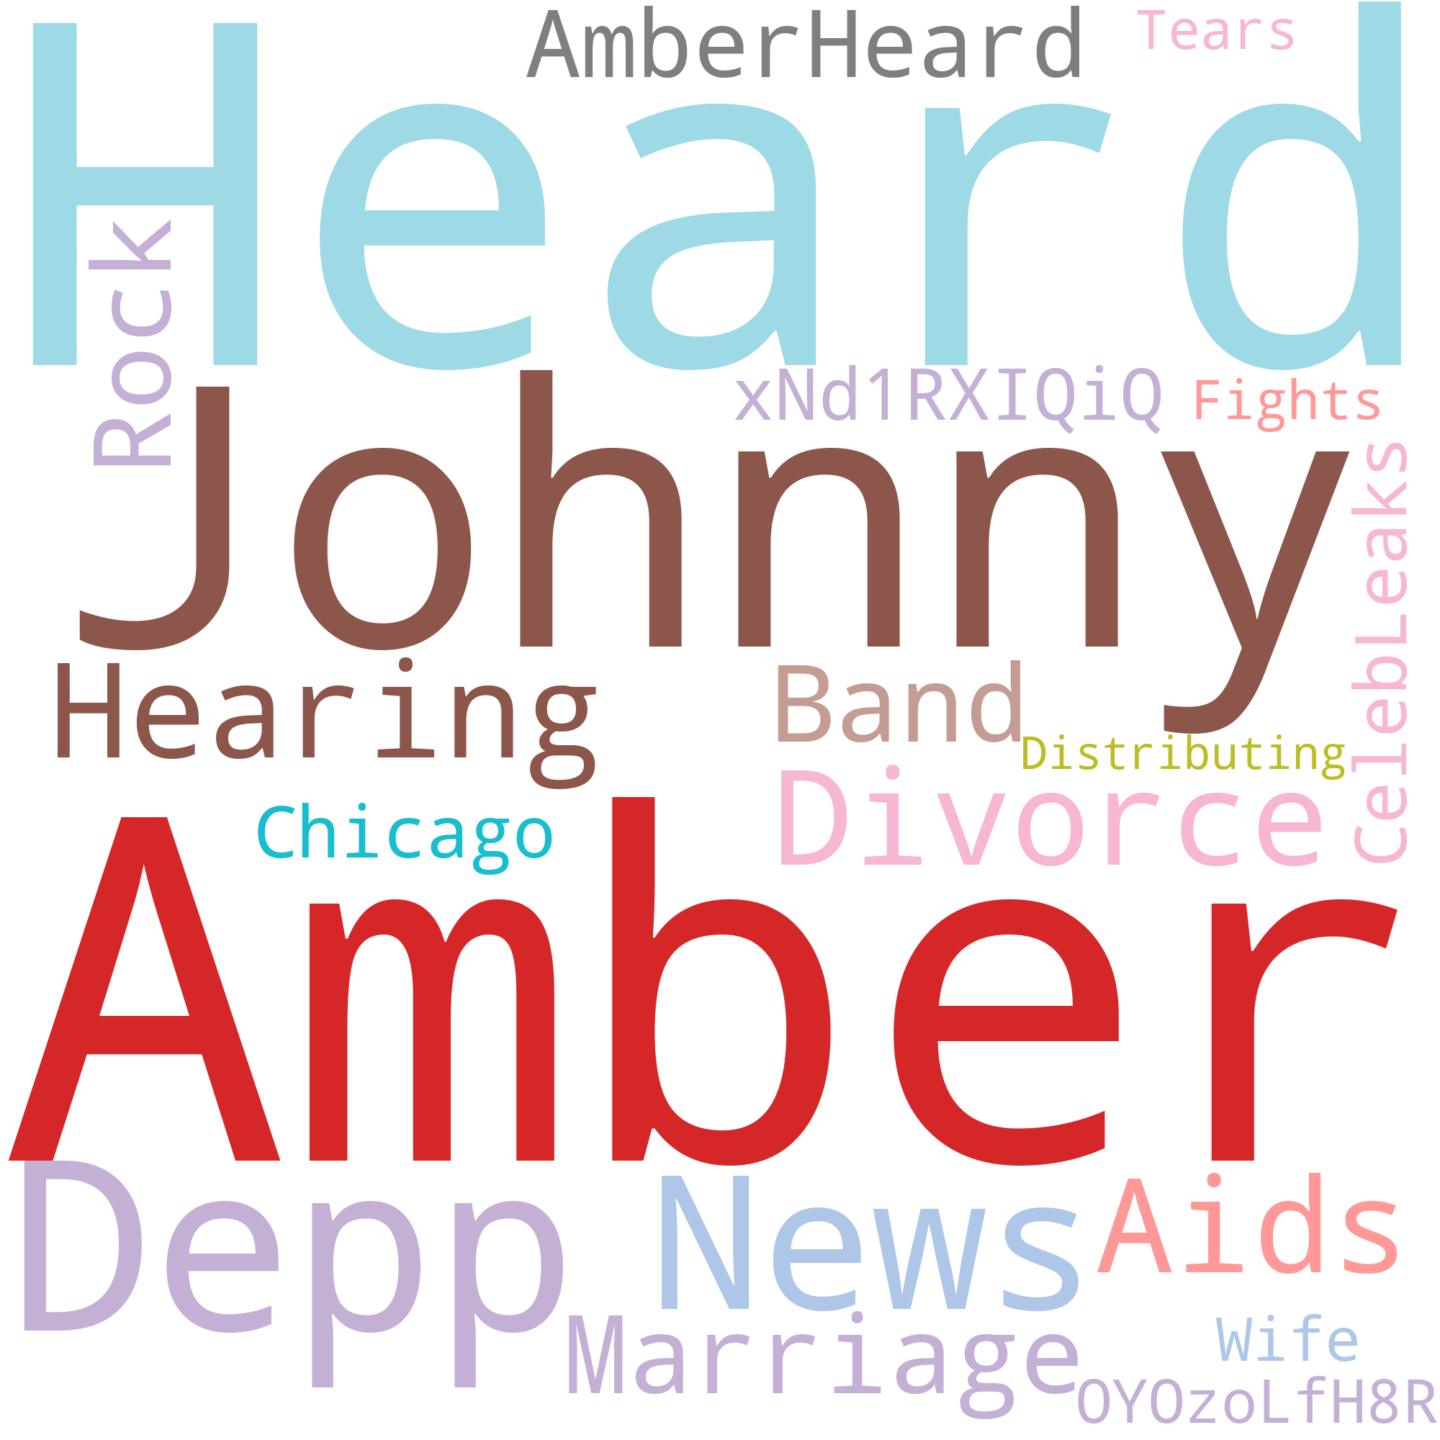 AmberHeard
Tears
Heard
Rock
xNd1RXIQiQ
Fights
Johnny
CelebLeaks
Hearing
Band
Distributing
Chicago
Divorce
Amber
Depp
News
Aids
Marriage
Wife
OYOzoLfH8R